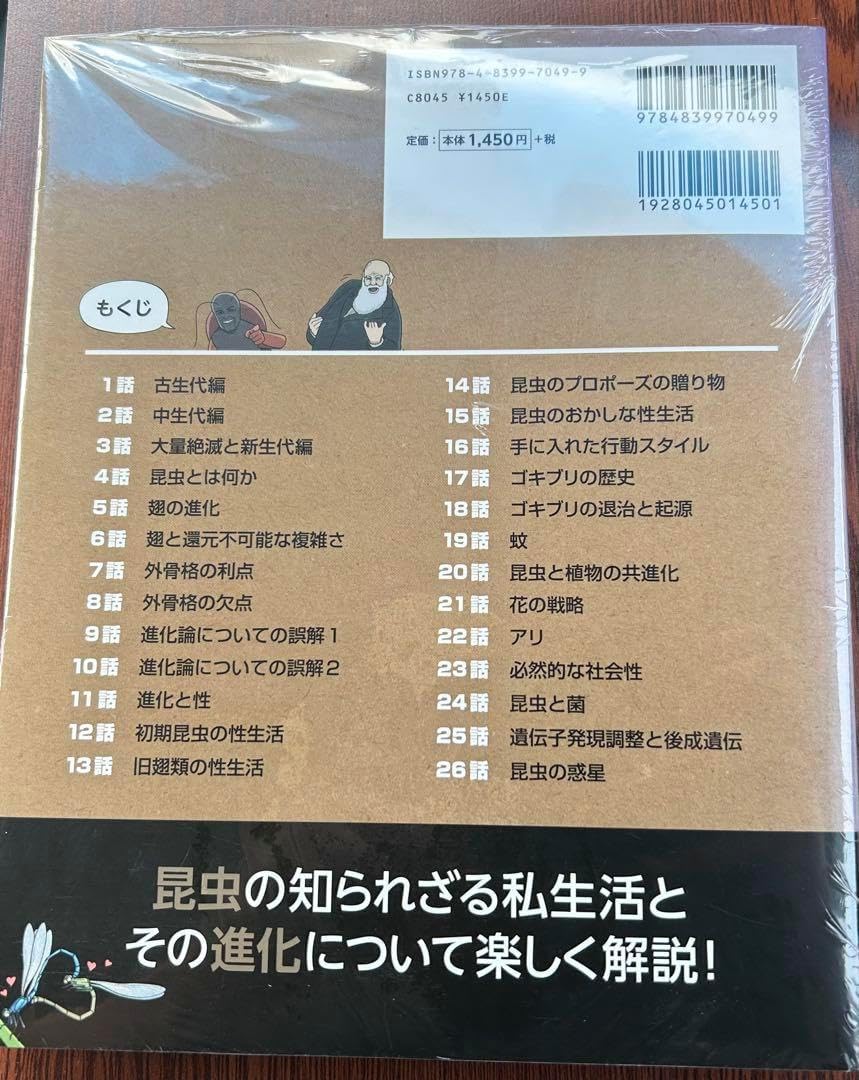 ISBN978-4-8399-7049-9
C8045 ¥1450E
定価：本体1,450円+税
9784839970499
1928045014501
もくじ
1話 古生代編
2話 中生代編
3話 大量絶滅と新生代編
4話 昆虫とは何か
5話 翅の進化
6話 翅と還元不可能な複雑さ
7話 外骨格の利点
8話 外骨格の欠点
9話 進化論についての誤解1
10話 進化論についての誤解2
11話 進化と性
12話 初期昆虫の性生活
13話 旧翅類の性生活
14話 昆虫のプロポーズの贈り物
15話 昆虫のおかしな性生活
16話 手に入れた行動スタイル
17話 ゴキブリの歴史
18話 ゴキブリの退治と起源
19話 蚊
20話 昆虫と植物の共進化
21話 花の戦略
22話 アリ
23話 必然的な社会性
24話 昆虫と菌
25話 遺伝子発現調整と後成遺伝
26話 昆虫の惑星
昆虫の知られざる私生活と
その進化について楽しく解説！